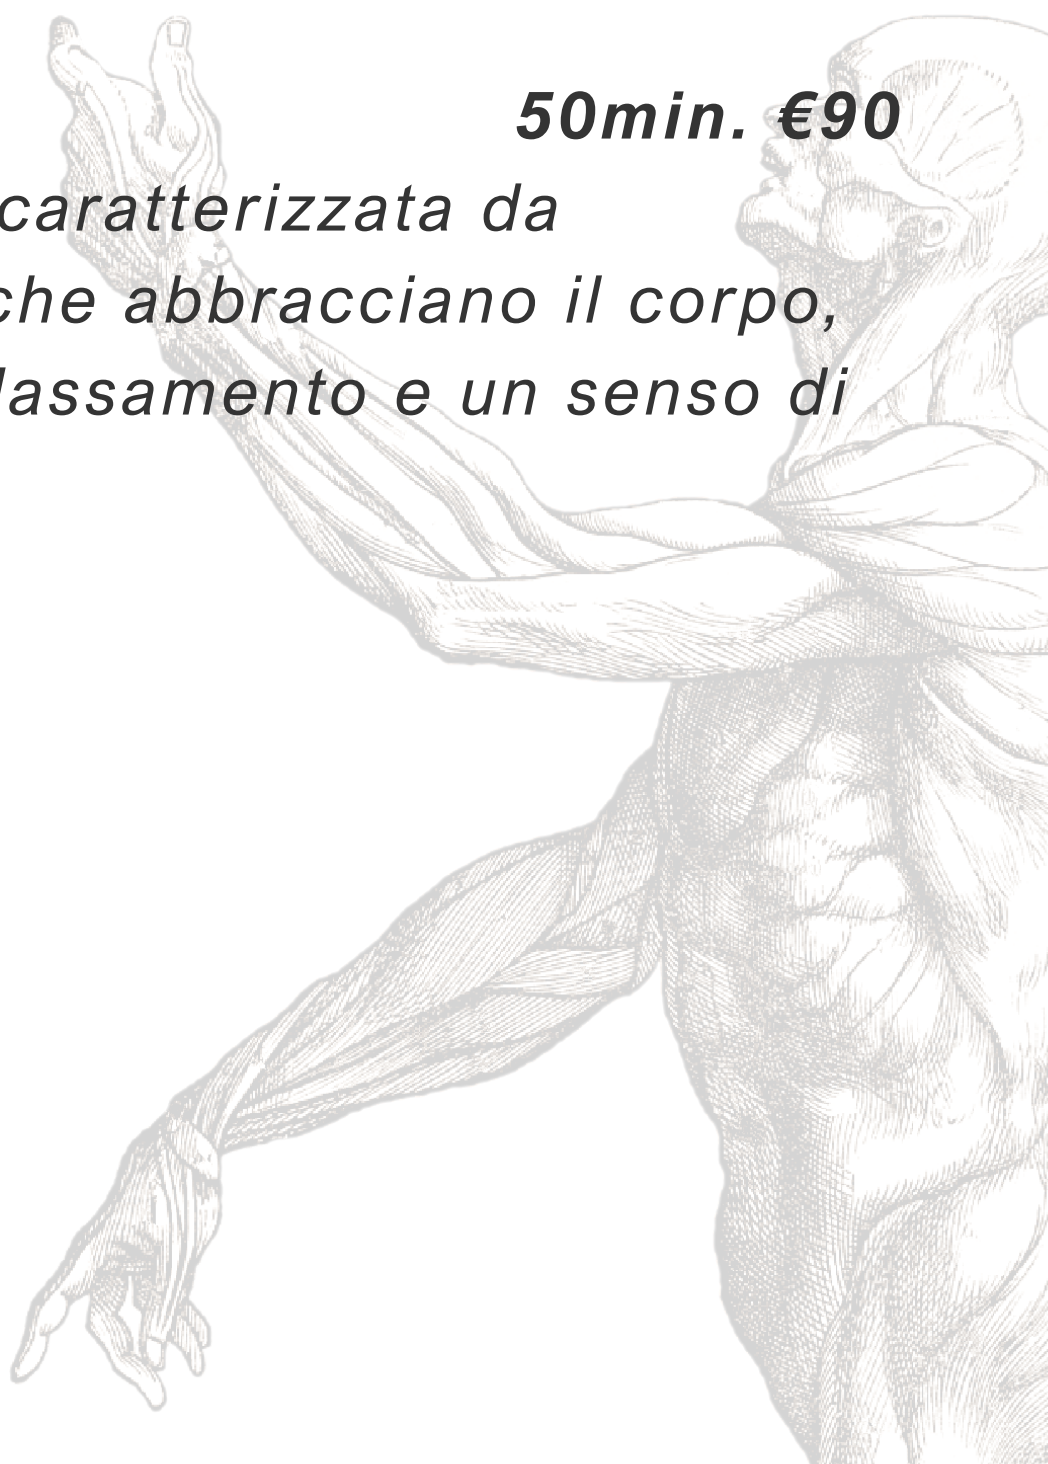 50min. €90
caratterizzata da
che abbracciano il corpo,
lassamento e un senso di